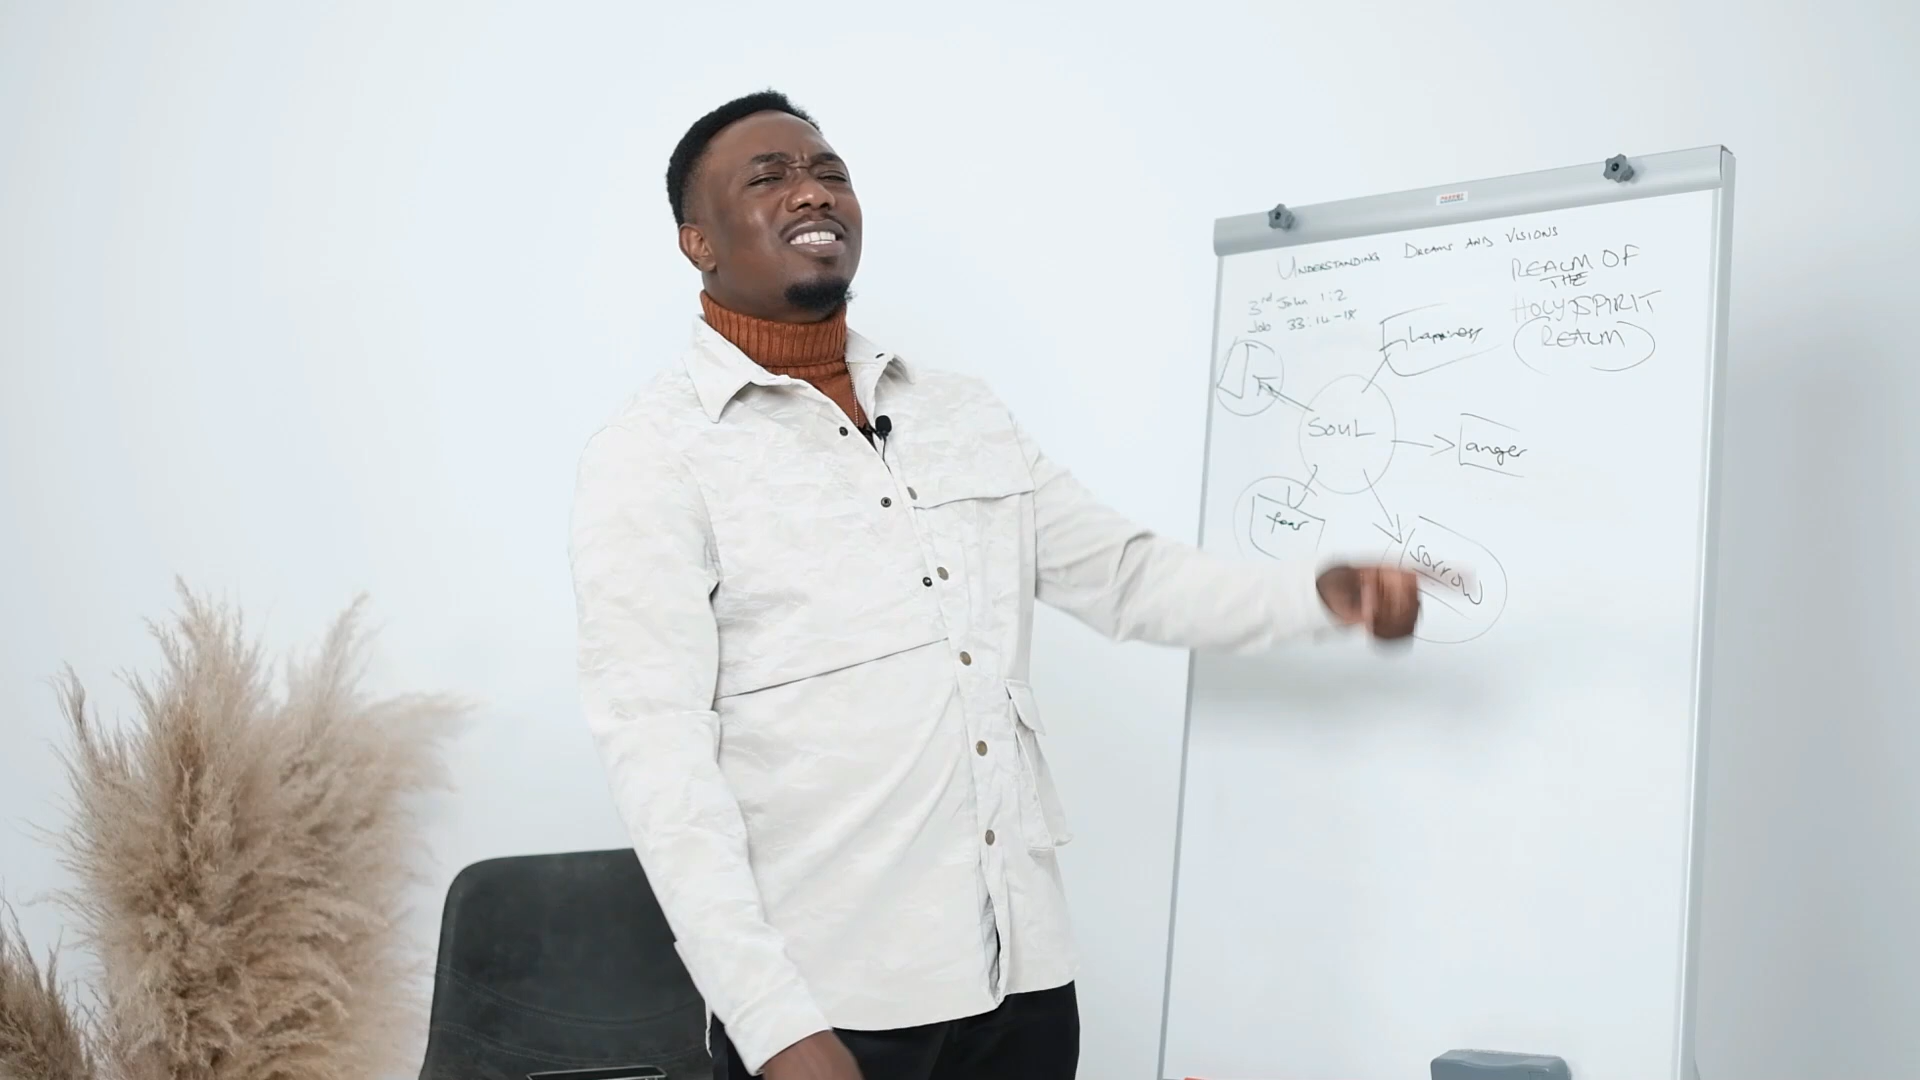 UNDERSTANDING DREAMS AND VISIONS
3rd John 1:2
Job 33:14-18
REALM OF
THE
HOLY SPIRIT
REALM
happiness
SOUL
anger
fear
sorrow